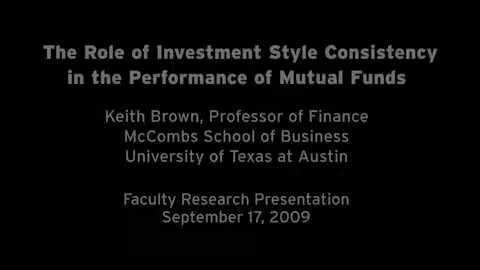 The Role of Investment Style Consistency
in the Performance of Mutual Funds
Keith Brown, Professor of Finance
McCombs School of Business
University of Texas at Austin
Faculty Research Presentation
September 17, 2009